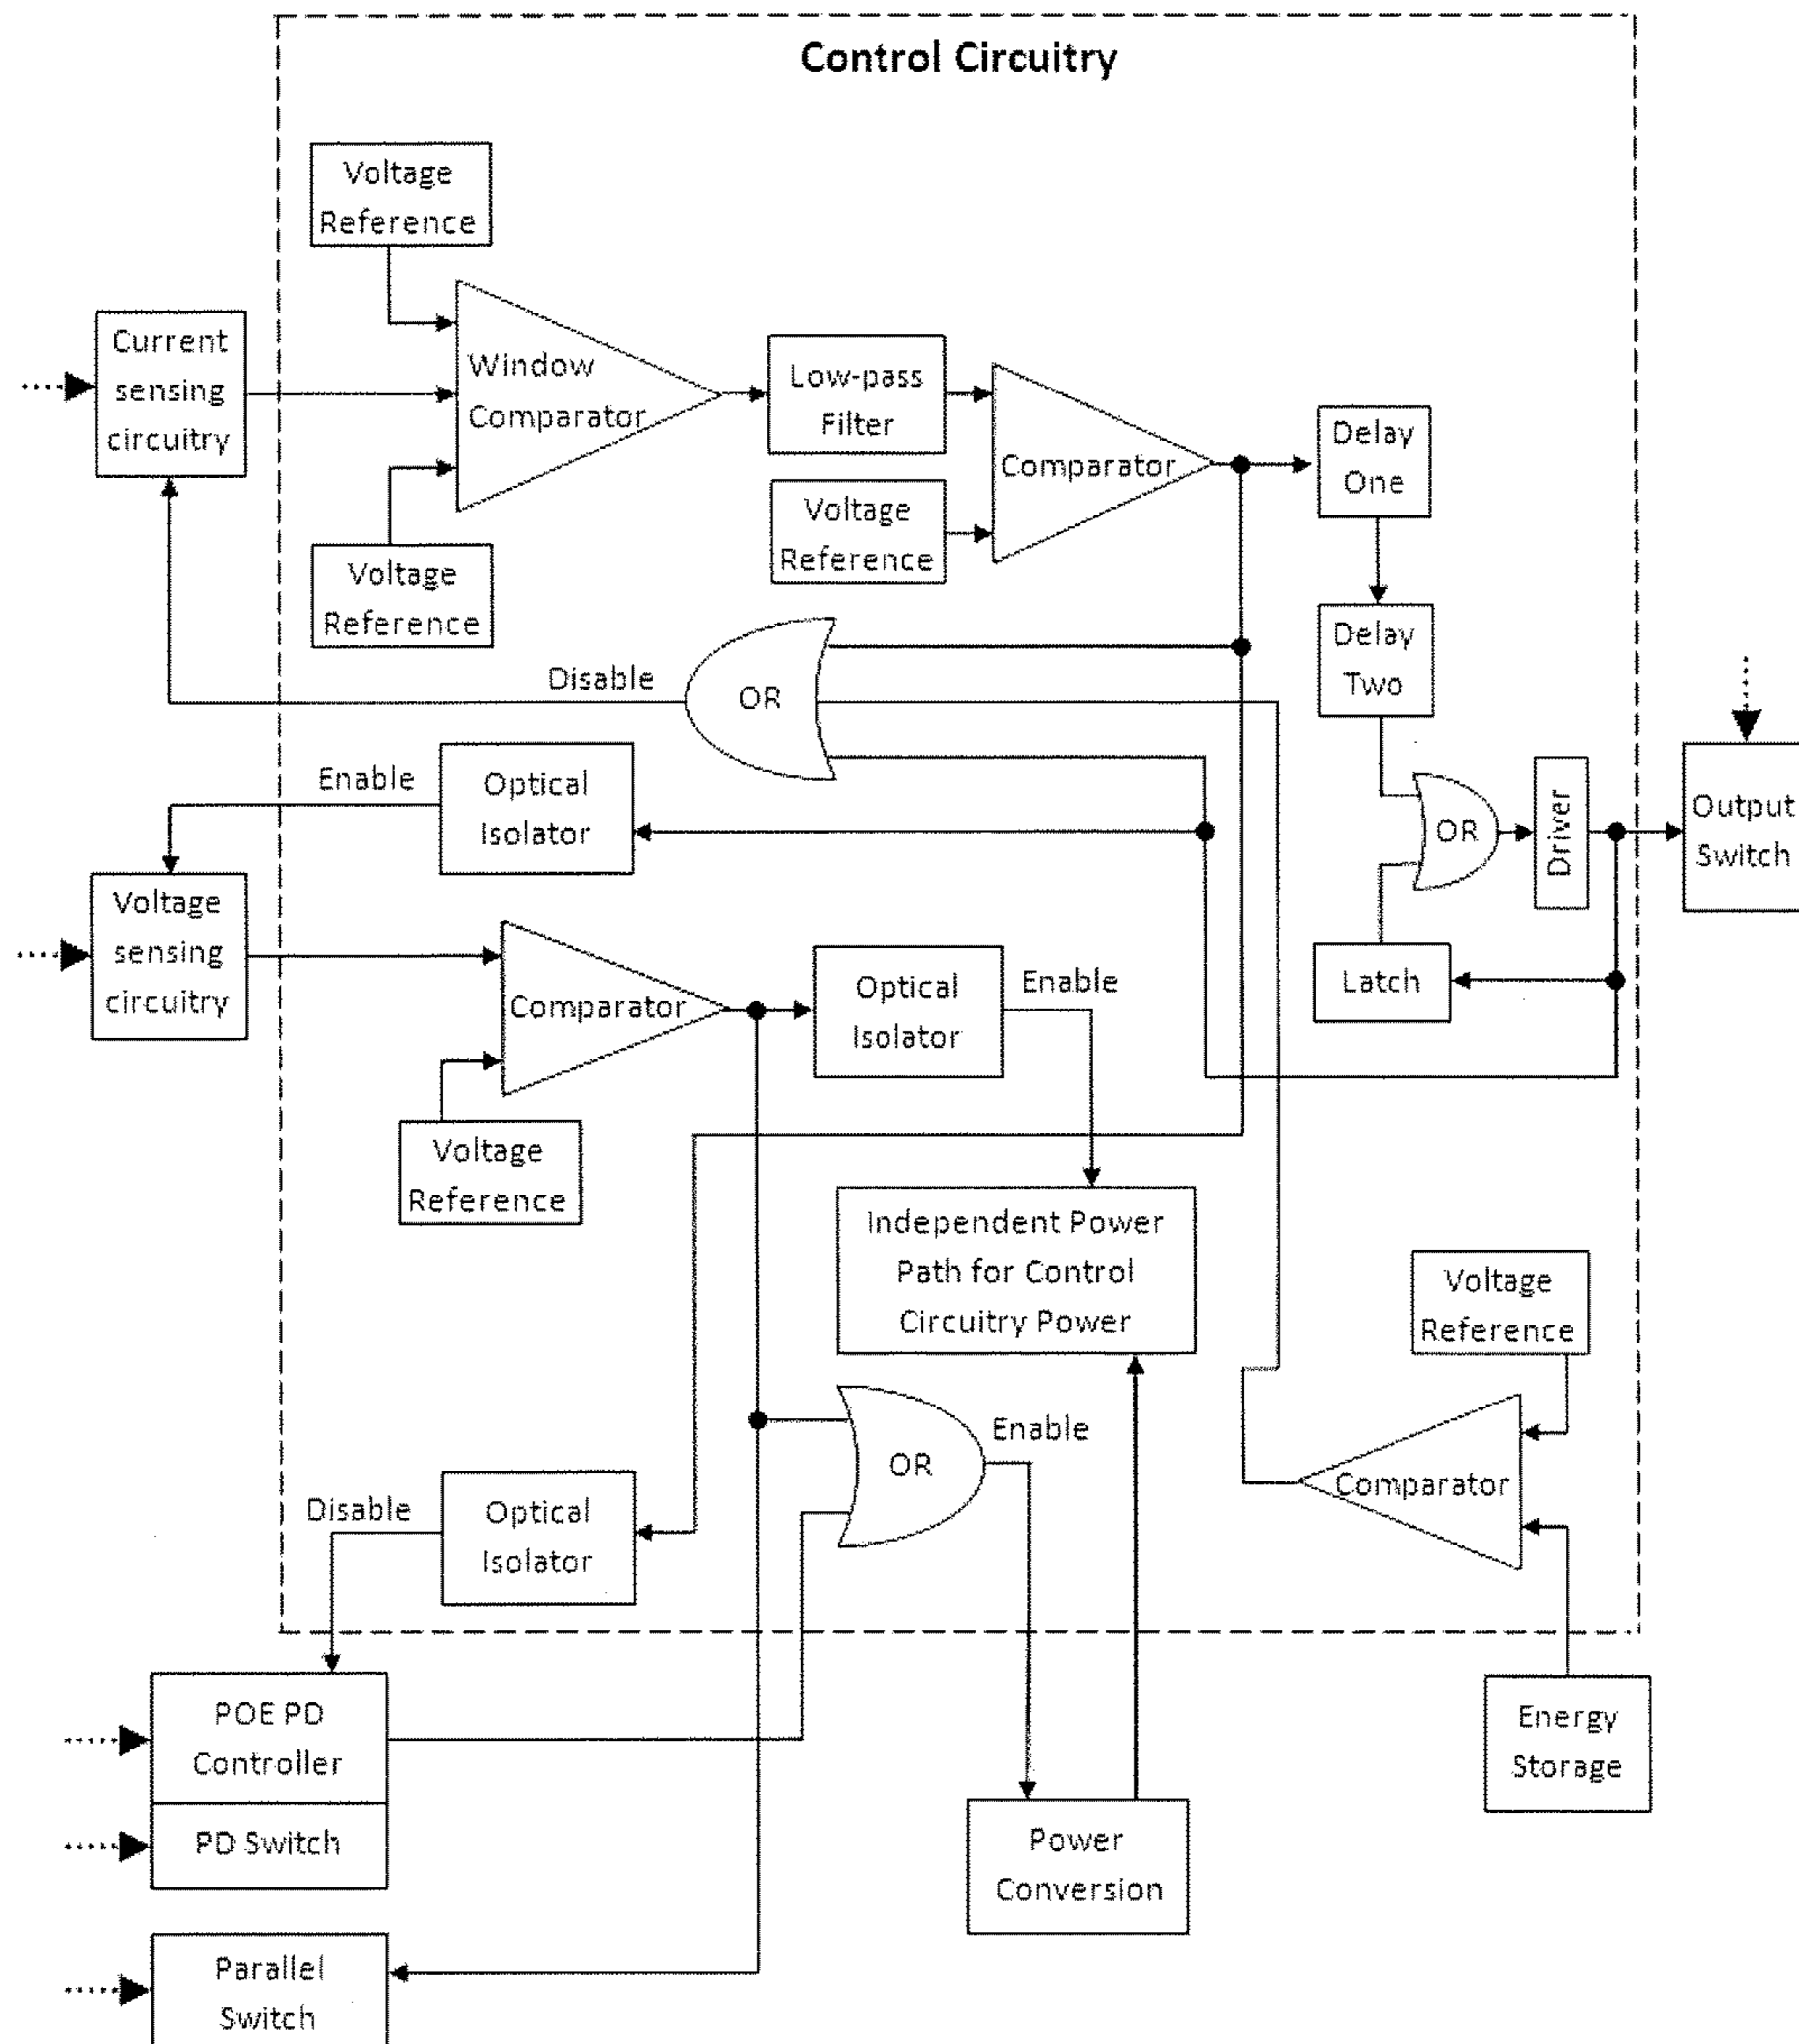 Control Circuitry
Voltage
Reference
Current
sensing
circuitry
Window
Comparator
Low-pass
Filter
Comparator
Delay
One
Voltage
Reference
Voltage
Reference
Delay
Two
Disable
OR
Enable
Optical
Isolator
OR
Driver
Output
Switch
Voltage
sensing
circuitry
Comparator
Optical
Isolator
Enable
Latch
Voltage
Reference
Independent Power
Path for Control
Circuitry Power
Voltage
Reference
OR
Enable
Comparator
Disable
Optical
Isolator
POE PD
Controller
PD Switch
Energy
Storage
Power
Conversion
Parallel
Switch